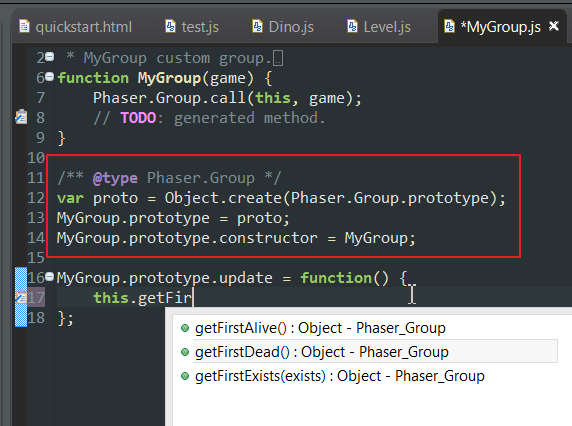 quickstart.html test.js Dino.js Level.js *MyGroup.js
2 * MyGroup custom group.
6 function MyGroup(game) {
7 Phaser.Group.call(this, game);
8 // TODO: generated method.
9 }
10
11 /** @type Phaser.Group */
12 var proto = Object.create(Phaser.Group.prototype);
13 MyGroup.prototype = proto;
14 MyGroup.prototype.constructor = MyGroup;
15
16 MyGroup.prototype.update = function() {
17 this.getFir
18 };
getFirstAlive() : Object - Phaser_Group
getFirstDead() : Object - Phaser_Group
getFirstExists(exists) : Object - Phaser_Group